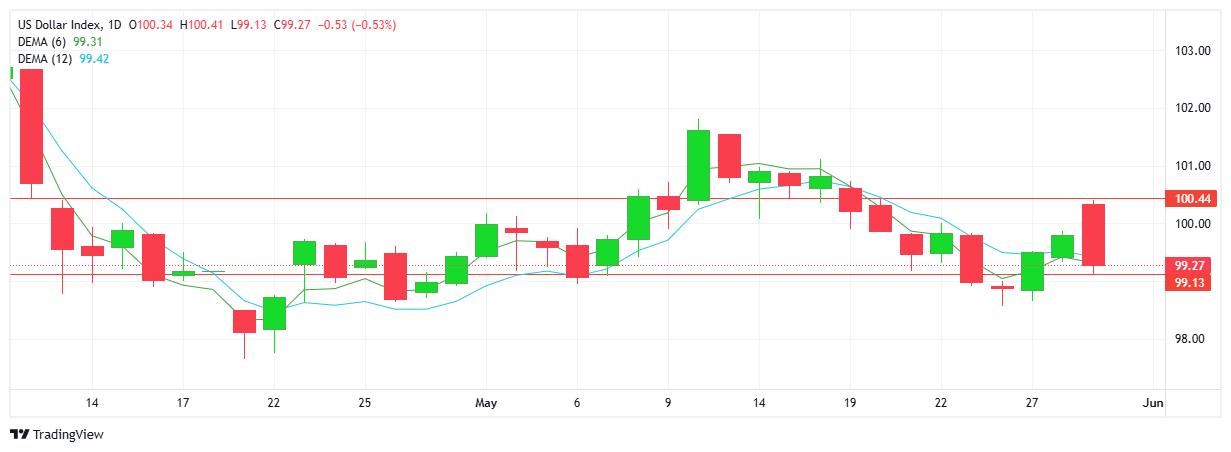 US Dollar Index, 1D O100.34 H100.41 L99.13 C99.27 −0.53 (−0.53%)
DEMA (6) 99.31
DEMA (12) 99.42
103.00
102.00
101.00
100.44
100.00
99.27
99.13
98.00
14 17 22 25 May 6 9 14 19 22 27 Jun
TradingView